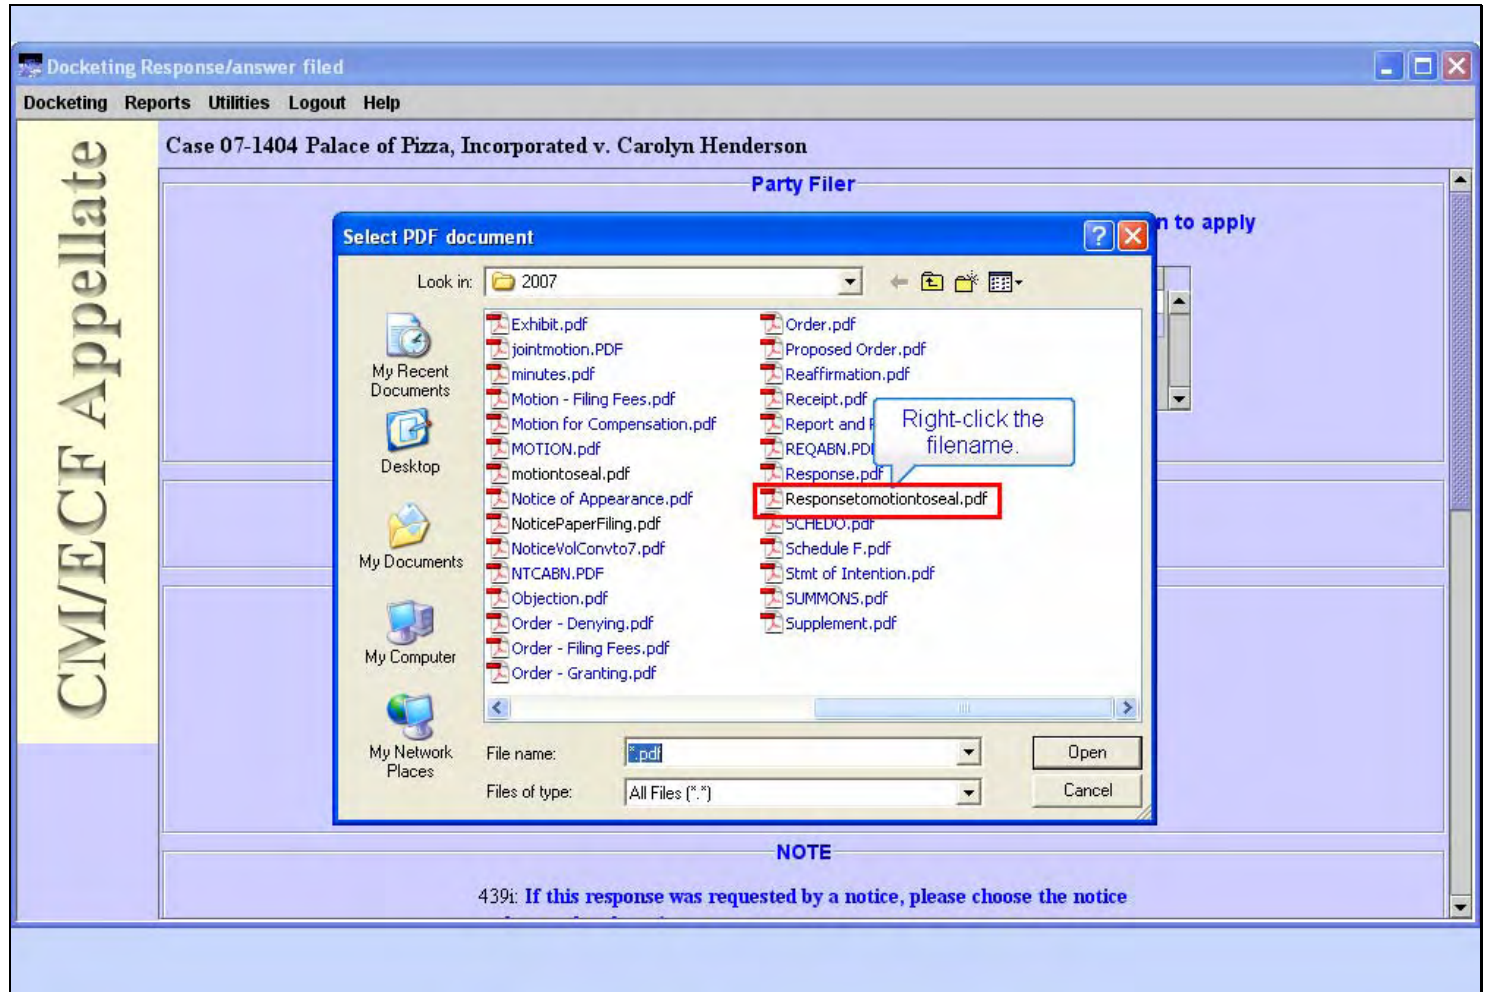 Docketing Response/answer filed
Docketing Reports Utilities Logout Help
CM/ECF Appellate
Case 07-1404 Palace of Pizza, Incorporated v. Carolyn Henderson
Party Filer
n to apply
Select PDF document
Look in: 2007
My Recent
Documents
Desktop
My Documents
My Computer
My Network
Places
Exhibit.pdf
jointmotion.PDF
minutes.pdf
Motion - Filing Fees.pdf
Motion for Compensation.pdf
MOTION.pdf
motiontoseal.pdf
Notice of Appearance.pdf
NoticePaperFiling.pdf
NoticeVolConvto7.pdf
NTCABN.PDF
Objection.pdf
Order - Denying.pdf
Order - Filing Fees.pdf
Order - Granting.pdf
Order.pdf
Proposed Order.pdf
Reaffirmation.pdf
Receipt.pdf
Report and
REQABN.PD
Response.pdf
Responsetomotiontoseal.pdf
SCHEDO.pdf
Schedule F.pdf
Stmt of Intention.pdf
SUMMONS.pdf
Supplement.pdf
Right-click the
filename.
File name: *.pdf
Open
Files of type: All Files (*.*)
Cancel
NOTE
439i: If this response was requested by a notice, please choose the notice